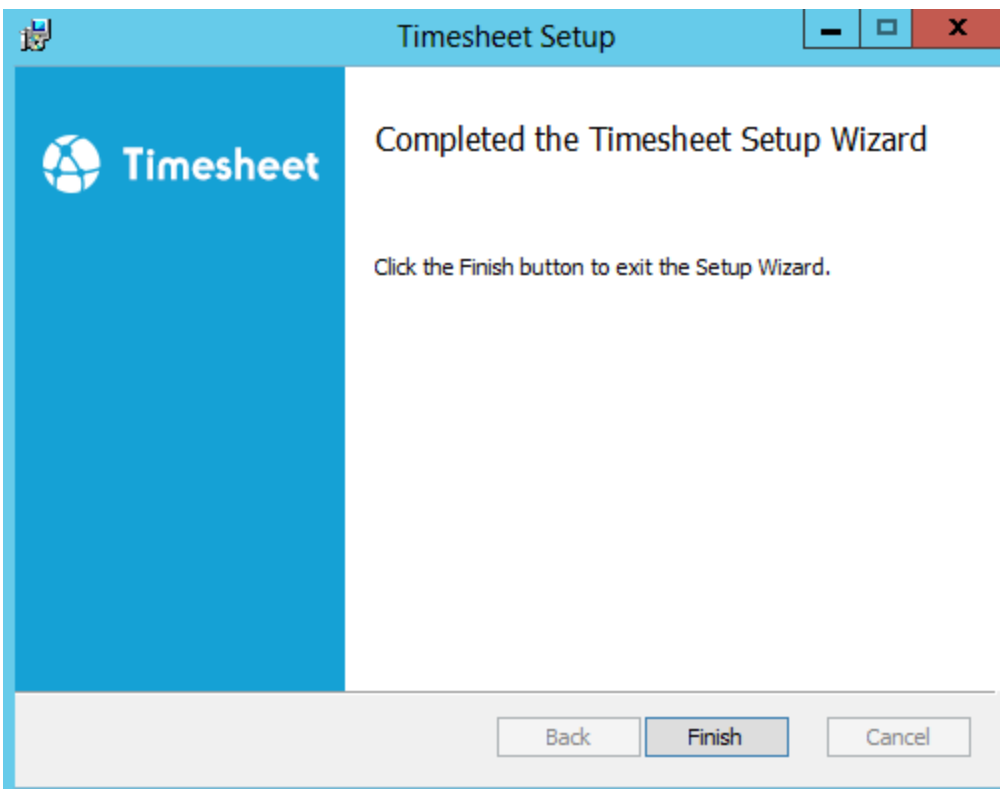 Timesheet Setup
Timesheet
Completed the Timesheet Setup Wizard
Click the Finish button to exit the Setup Wizard.
Back
Finish
Cancel